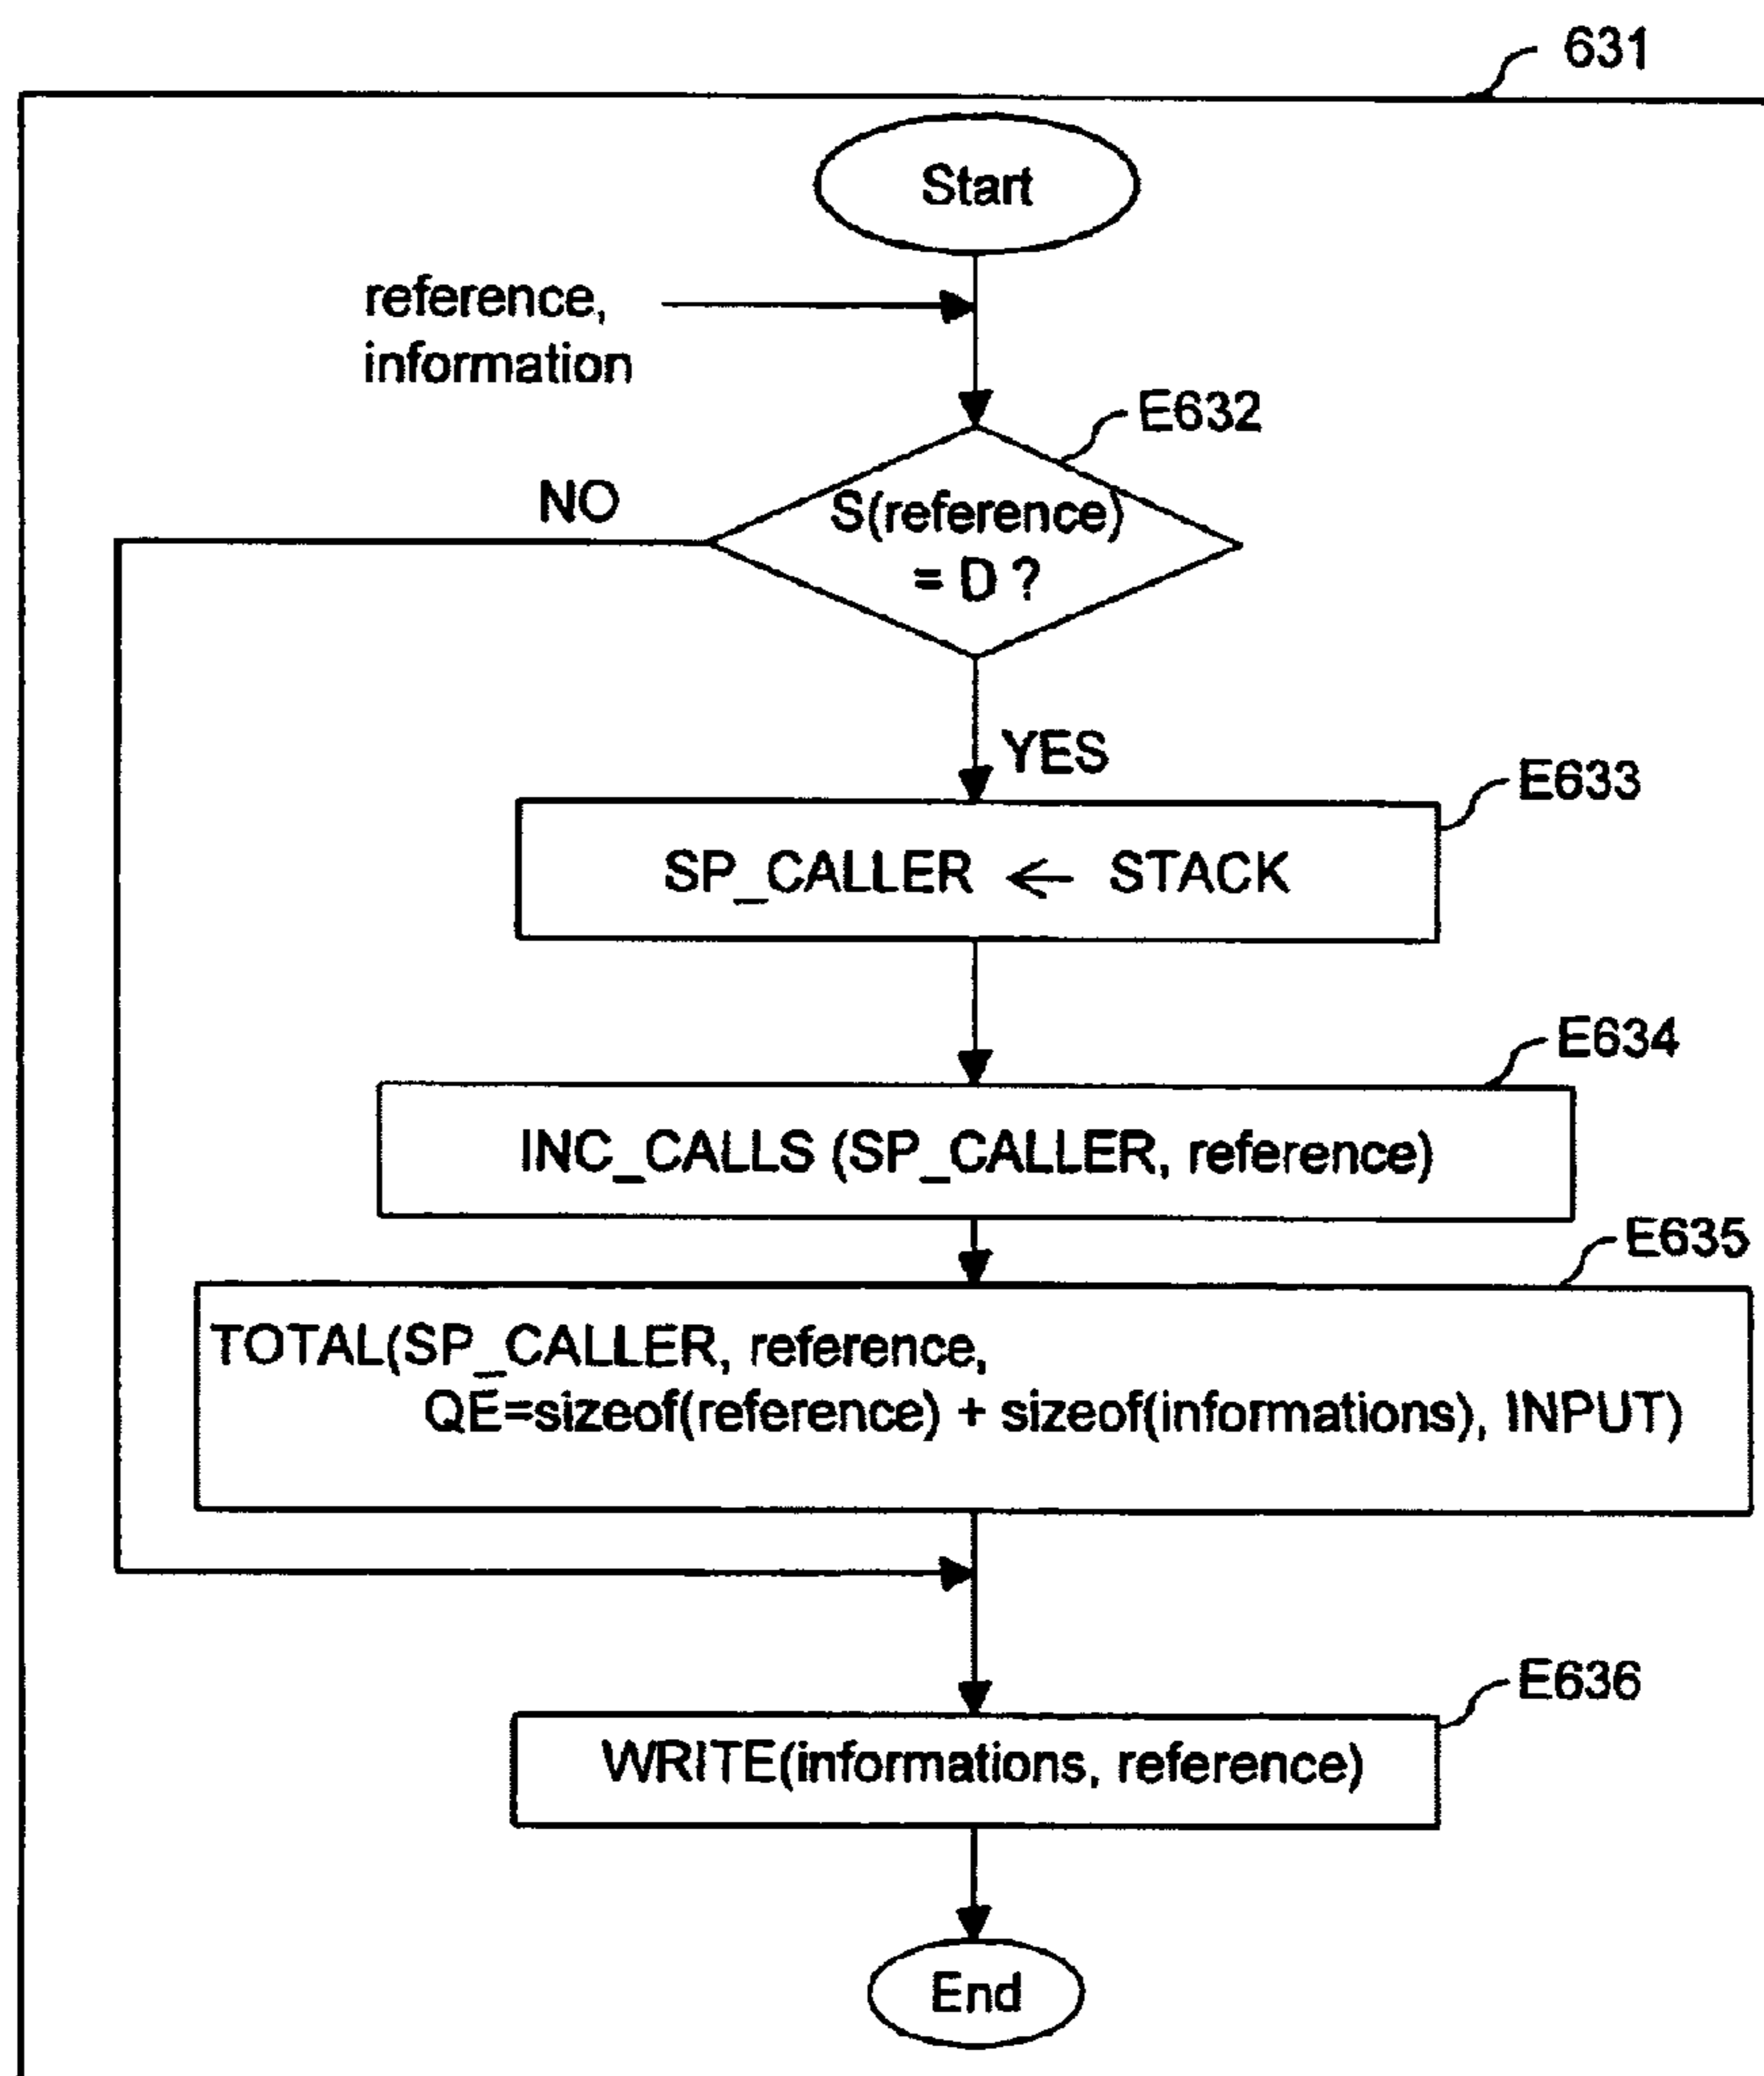 631
Start
reference,
information
E632
NO
S(reference)
= D ?
YES
E633
SP_CALLER ← STACK
E634
INC_CALLS (SP_CALLER, reference)
E635
TOTAL(SP_CALLER, reference,
QE=sizeof(reference) + sizeof(informations), INPUT)
E636
WRITE(informations, reference)
End